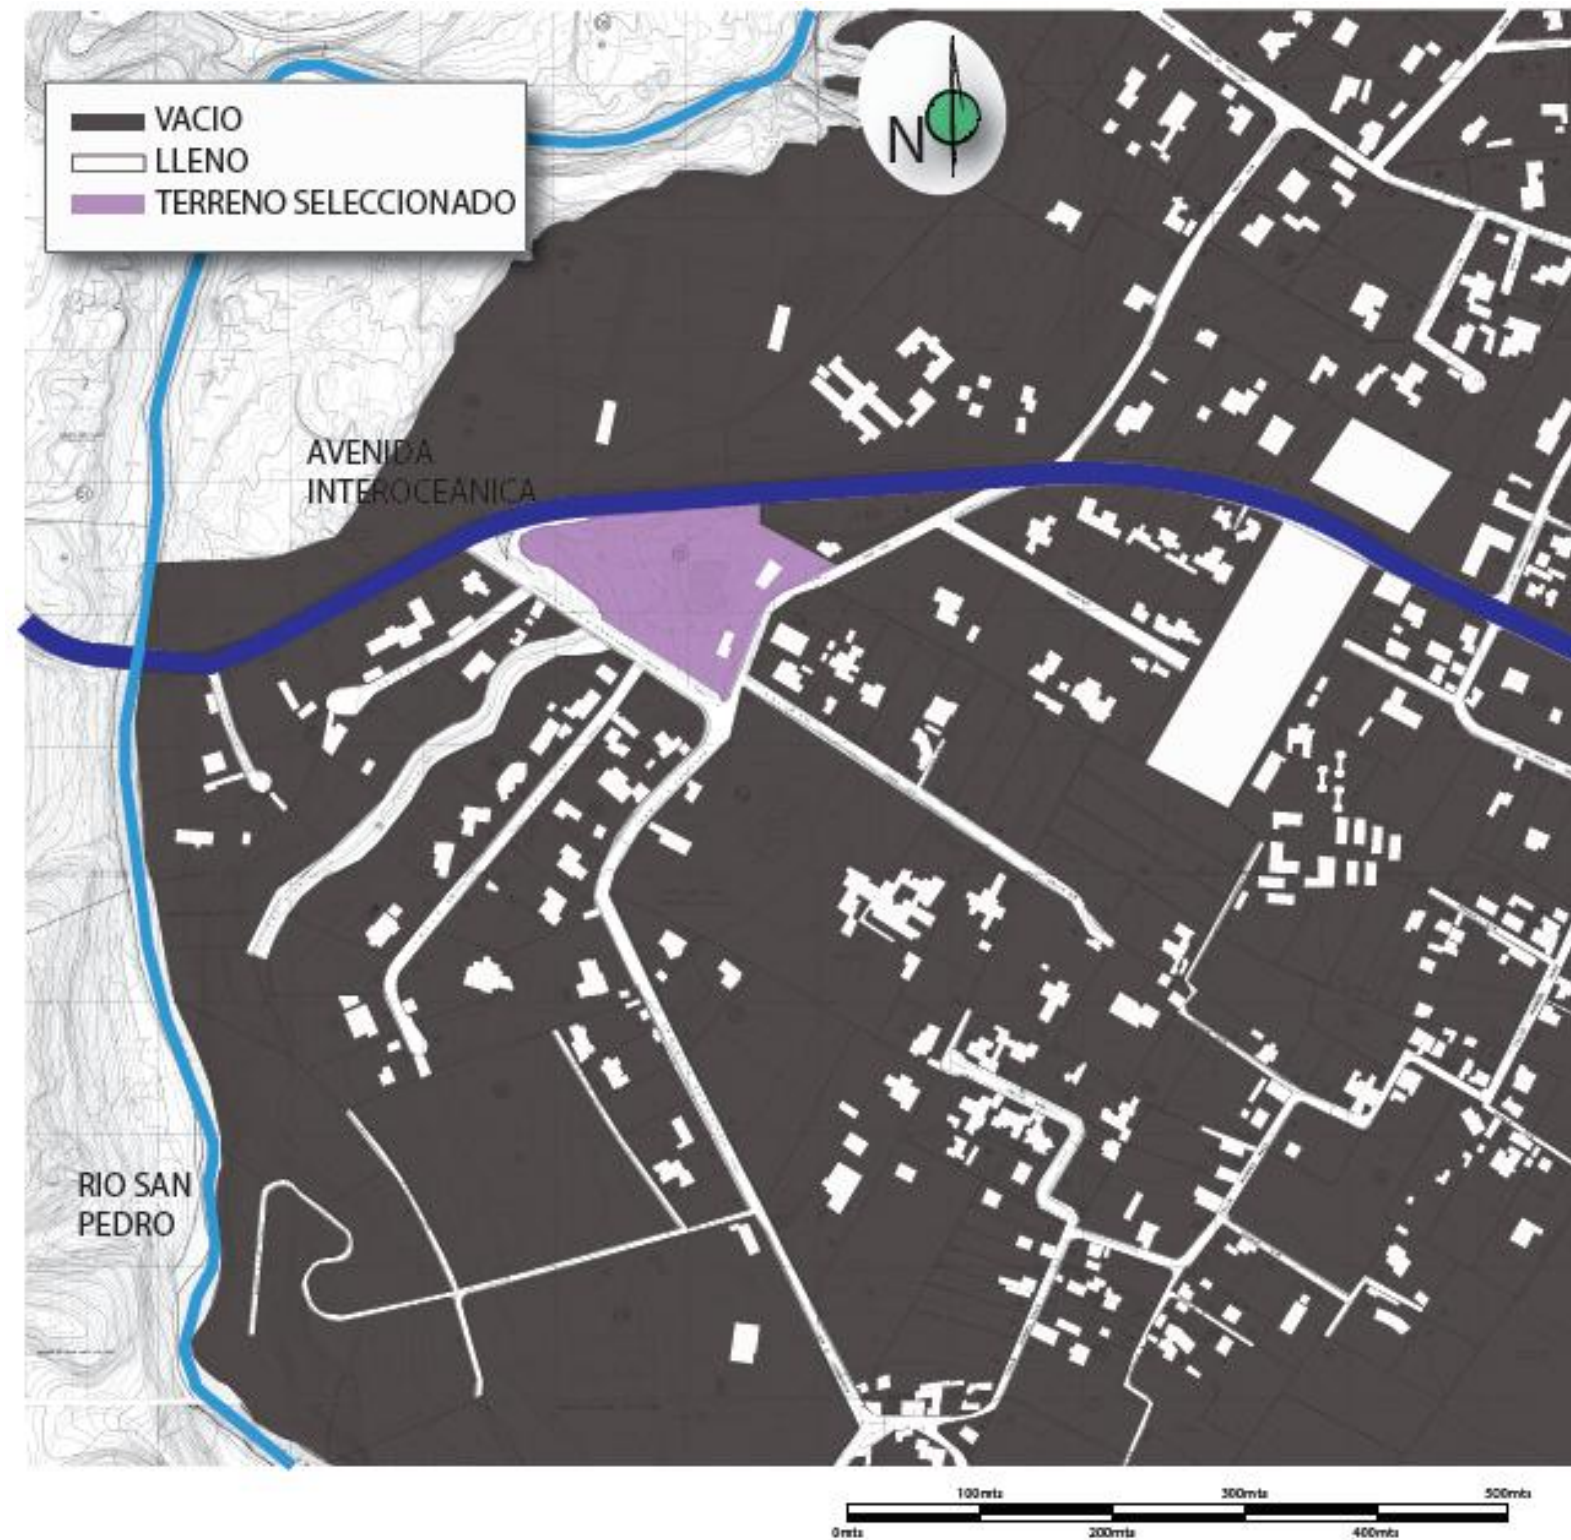 VACIO
LLENO
TERRENO SELECCIONADO
N
AVENIDA
INTEROCEANICA
RIO SAN
PEDRO
100mts 300mts 500mts
0mts 200mts 400mts